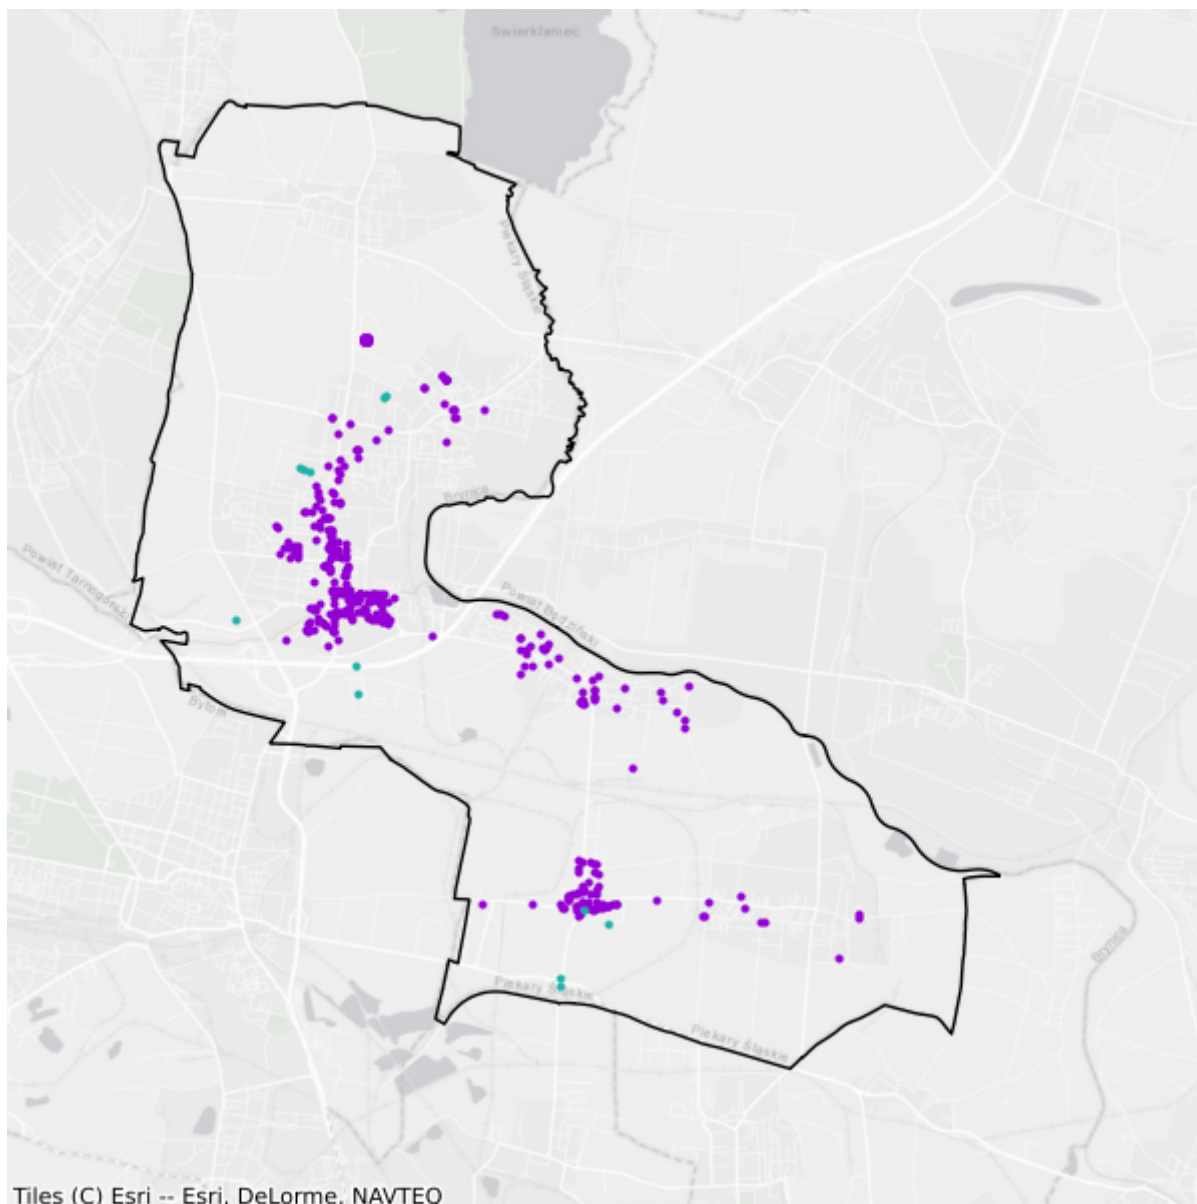 Swierklaniec
Piekary Śląskie
Brynica
Powiat Tarnogórski
Powiat Będziński
Bytom
Brynica
Piekary Śląskie
Piekary Śląskie
Tiles (C) Esri -- Esri, DeLorme, NAVTEQ